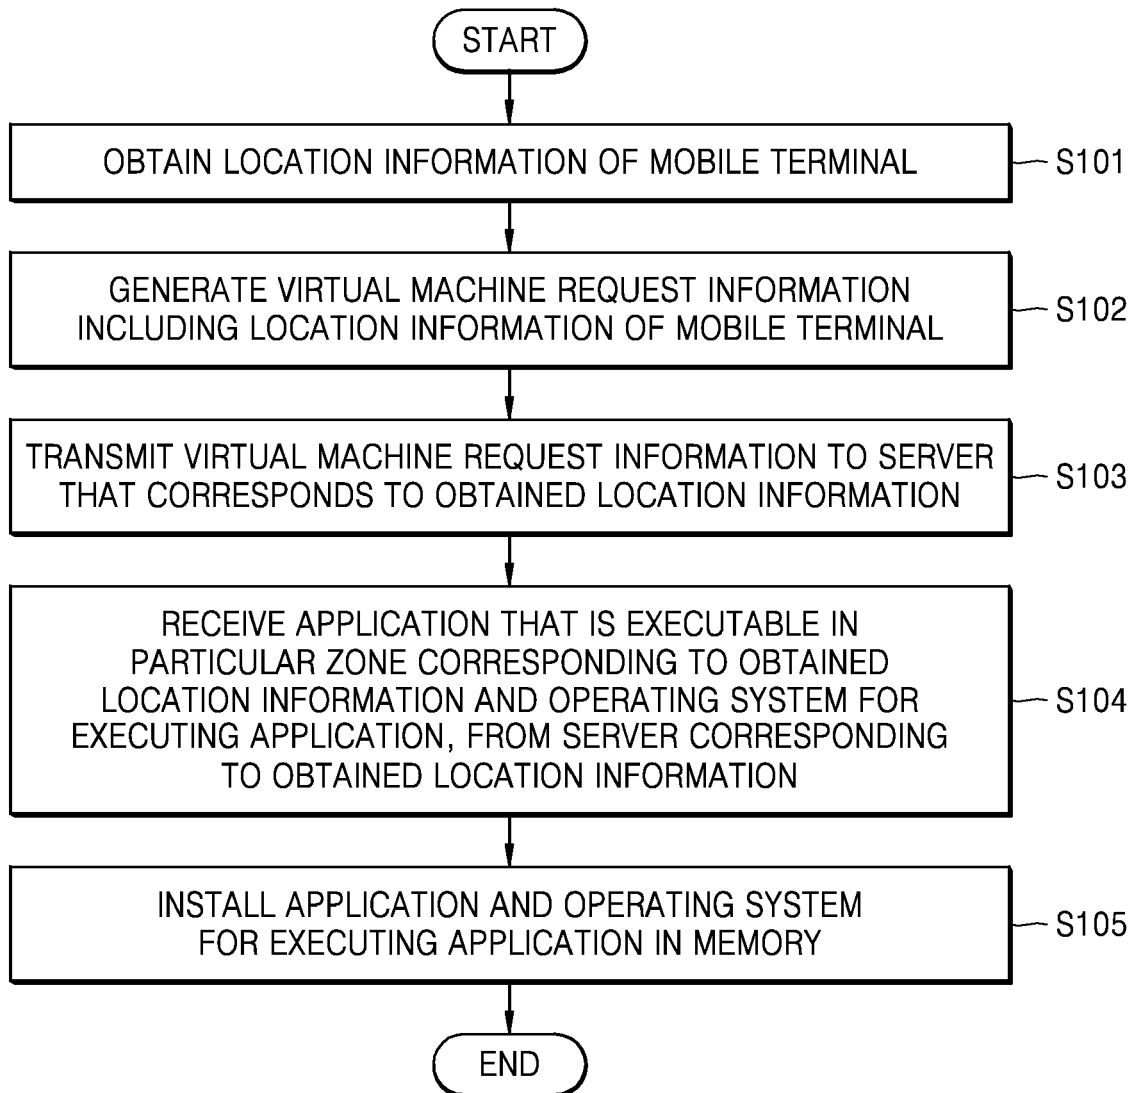 START
OBTAIN LOCATION INFORMATION OF MOBILE TERMINAL
S101
GENERATE VIRTUAL MACHINE REQUEST INFORMATION
INCLUDING LOCATION INFORMATION OF MOBILE TERMINAL
S102
TRANSMIT VIRTUAL MACHINE REQUEST INFORMATION TO SERVER
THAT CORRESPONDS TO OBTAINED LOCATION INFORMATION
S103
RECEIVE APPLICATION THAT IS EXECUTABLE IN
PARTICULAR ZONE CORRESPONDING TO OBTAINED
LOCATION INFORMATION AND OPERATING SYSTEM FOR
EXECUTING APPLICATION, FROM SERVER CORRESPONDING
TO OBTAINED LOCATION INFORMATION
S104
INSTALL APPLICATION AND OPERATING SYSTEM
FOR EXECUTING APPLICATION IN MEMORY
S105
END